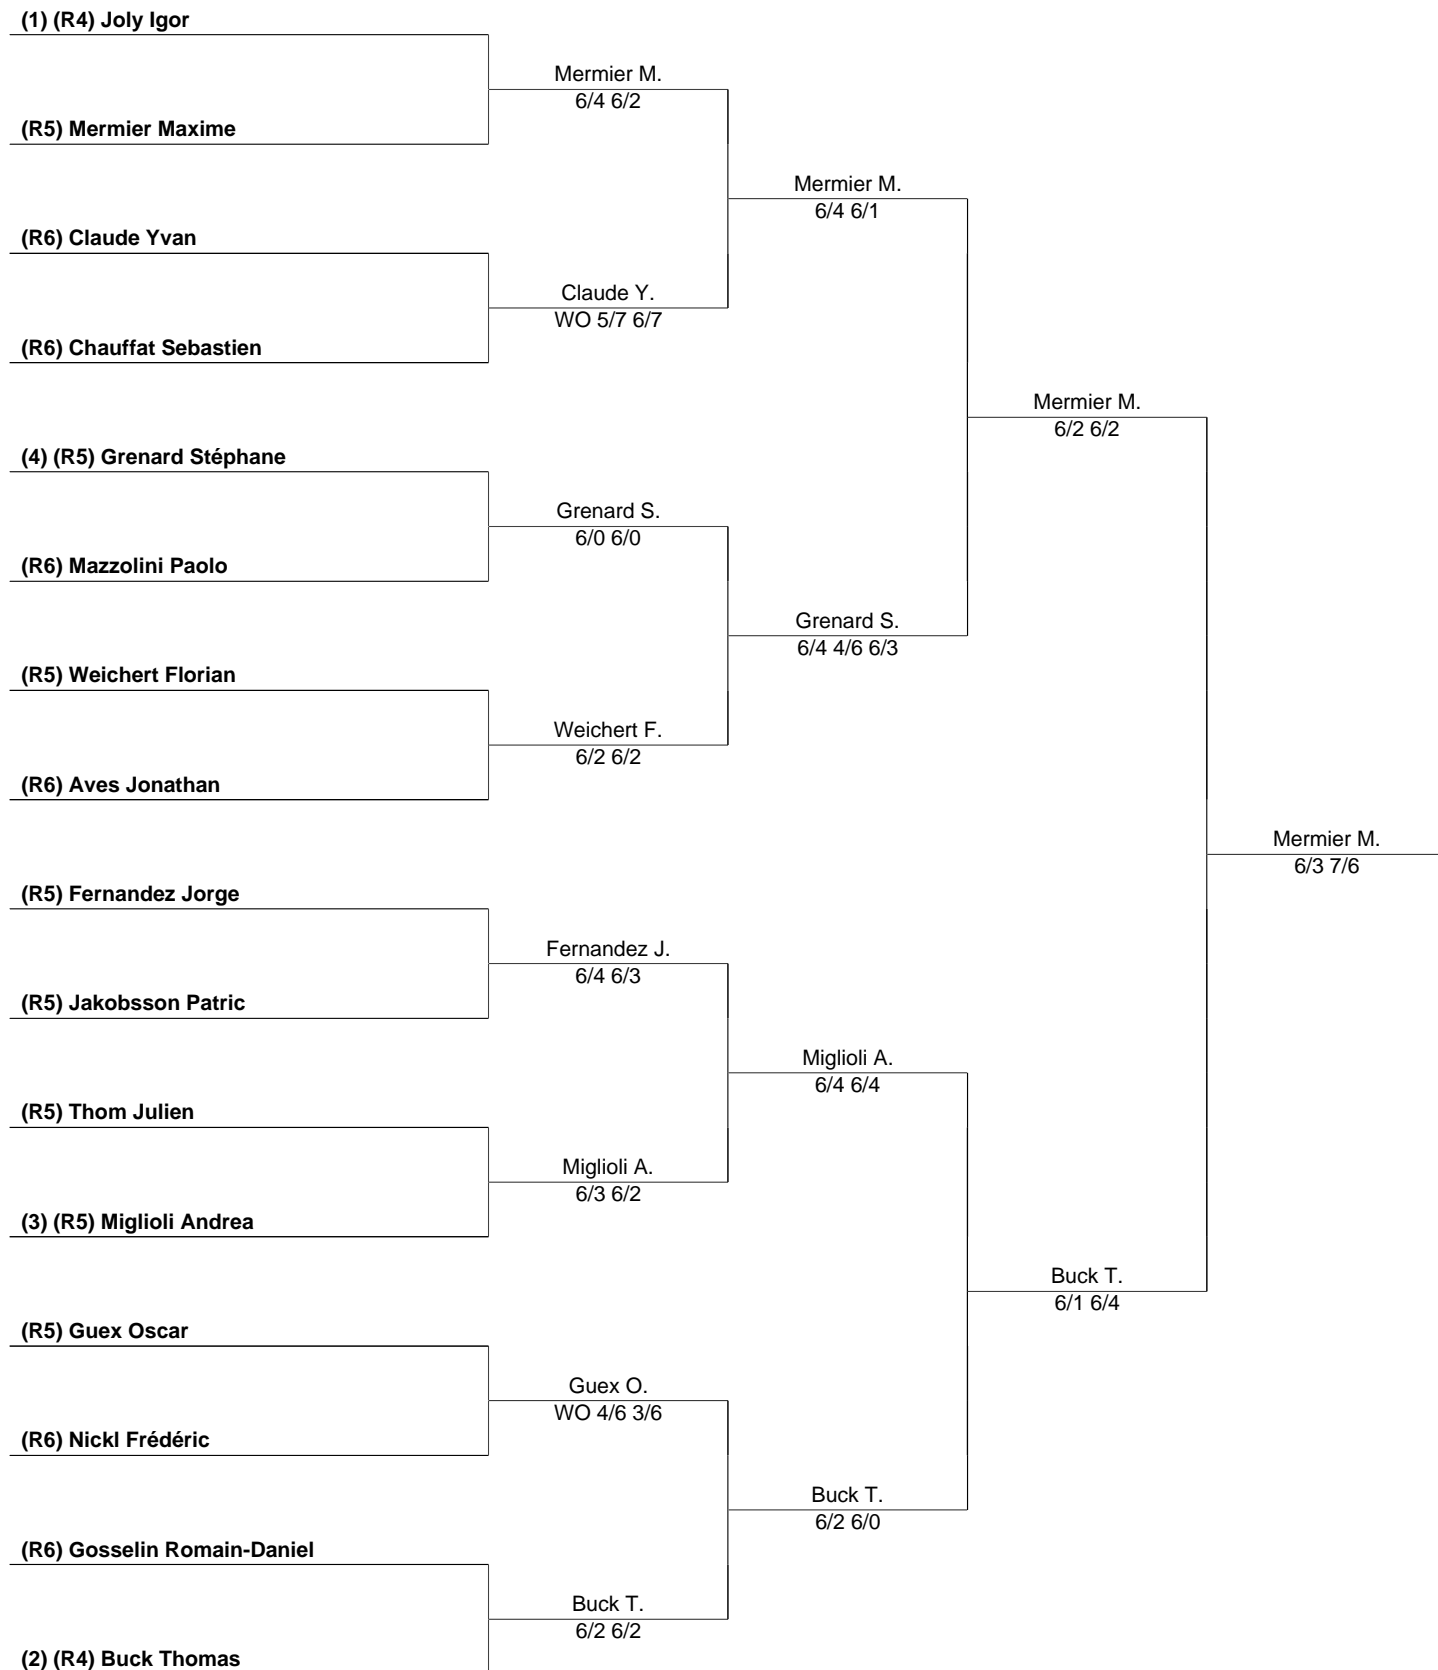 (1) (R4) Joly Igor
Mermier M.
6/4 6/2
(R5) Mermier Maxime
Mermier M.
6/4 6/1
(R6) Claude Yvan
Claude Y.
WO 5/7 6/7
(R6) Chauffat Sebastien
Mermier M.
6/2 6/2
(4) (R5) Grenard Stéphane
Grenard S.
6/0 6/0
(R6) Mazzolini Paolo
Grenard S.
6/4 4/6 6/3
(R5) Weichert Florian
Weichert F.
6/2 6/2
(R6) Aves Jonathan
Mermier M.
6/3 7/6
(R5) Fernandez Jorge
Fernandez J.
6/4 6/3
(R5) Jakobsson Patric
Miglioli A.
6/4 6/4
(R5) Thom Julien
Miglioli A.
6/3 6/2
(3) (R5) Miglioli Andrea
Buck T.
6/1 6/4
(R5) Guex Oscar
Guex O.
WO 4/6 3/6
(R6) Nickl Frédéric
Buck T.
6/2 6/0
(R6) Gosselin Romain-Daniel
Buck T.
6/2 6/2
(2) (R4) Buck Thomas